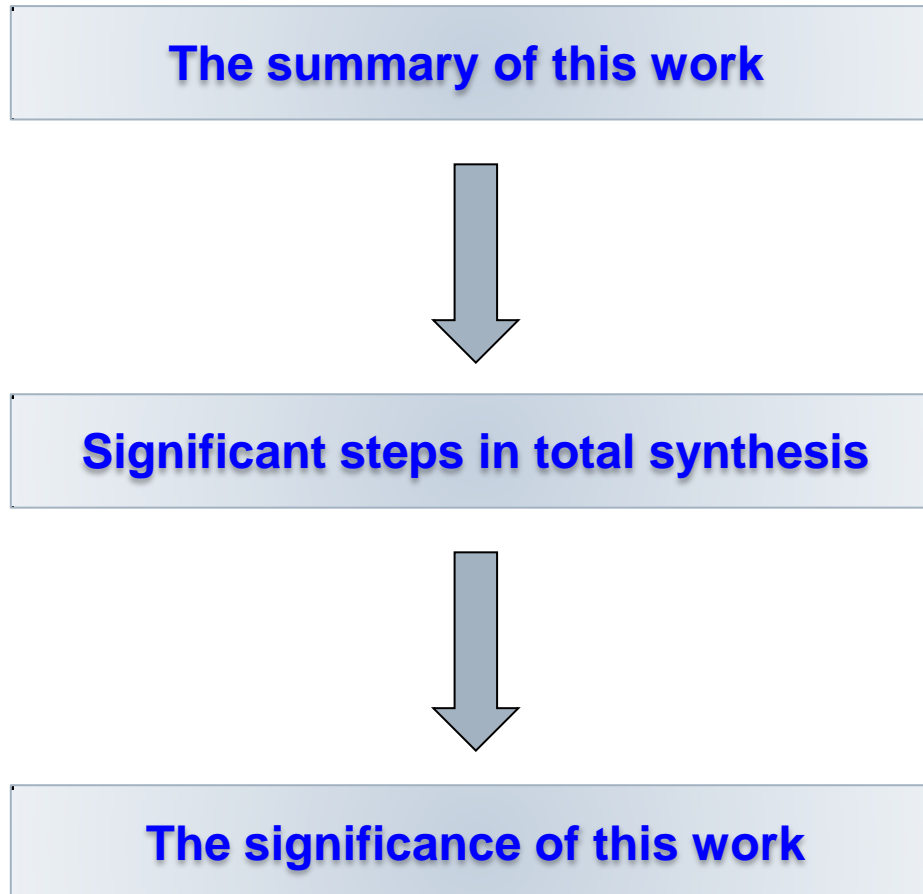 The summary of this work
Significant steps in total synthesis
The significance of this work